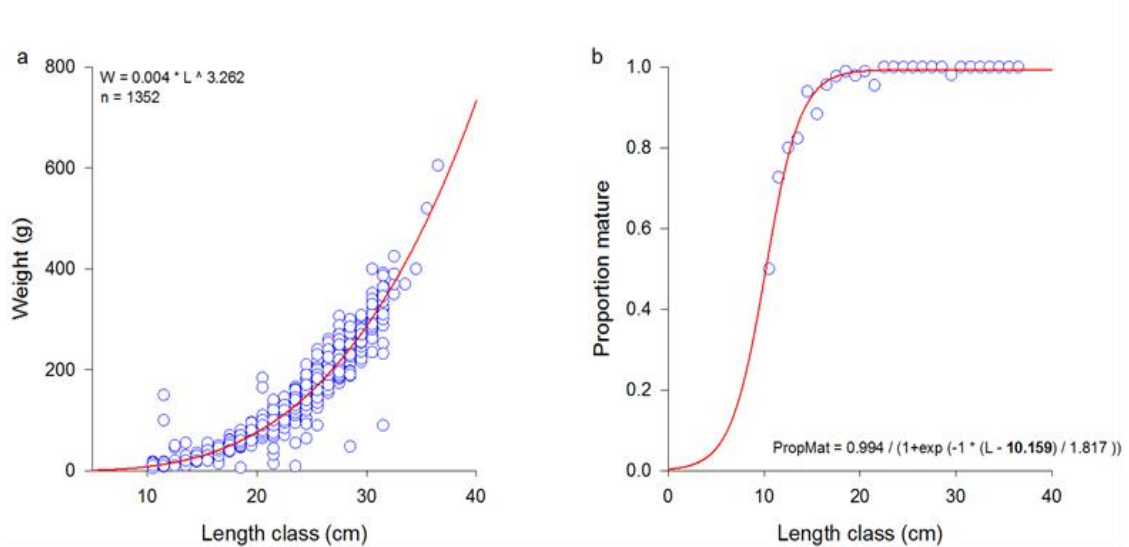 a
W = 0.004 * L ^ 3.262
n = 1352
800
600
400
200
0
10
20
30
40
Weight (g)
Length class (cm)
b
1.0
0.8
0.6
0.4
0.2
0.0
0
10
20
30
40
Proportion mature
PropMat = 0.994 / (1+exp (-1 * (L - 10.159) / 1.817 ))
Length class (cm)